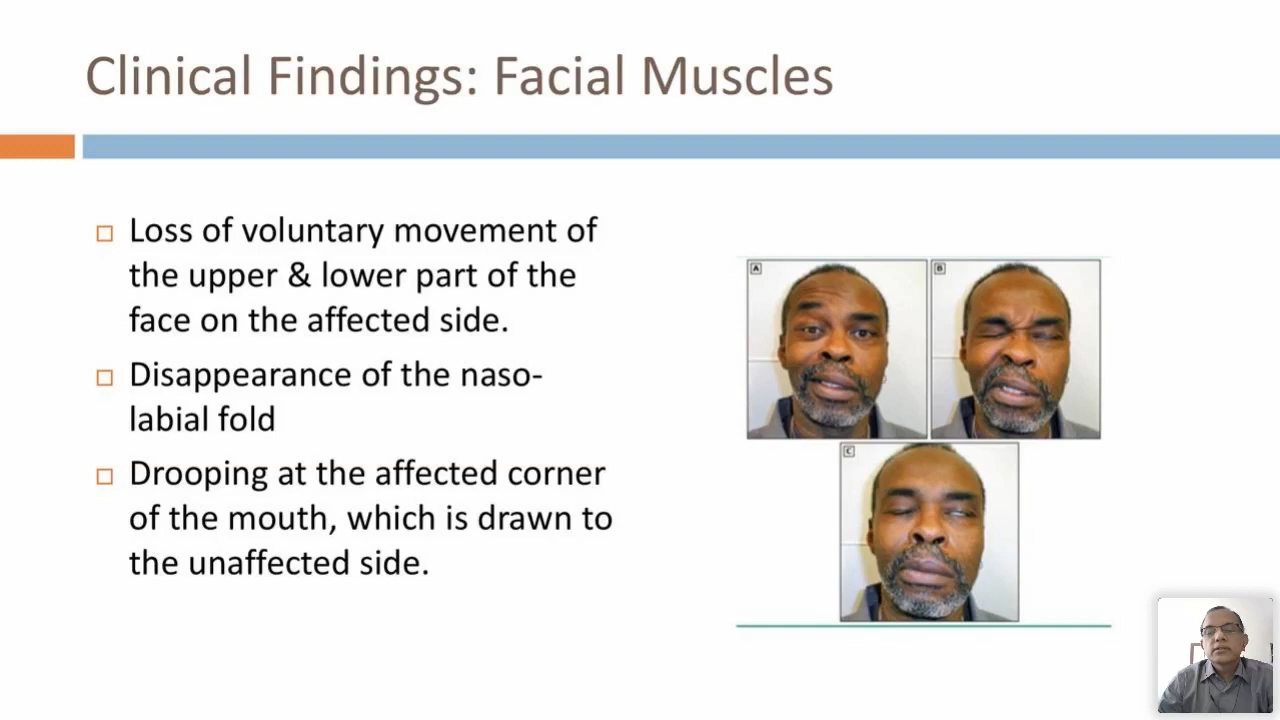 Clinical Findings: Facial Muscles
□ Loss of voluntary movement of
the upper & lower part of the
face on the affected side.
□ Disappearance of the naso-
labial fold
□ Drooping at the affected corner
of the mouth, which is drawn to
the unaffected side.
A
B
C